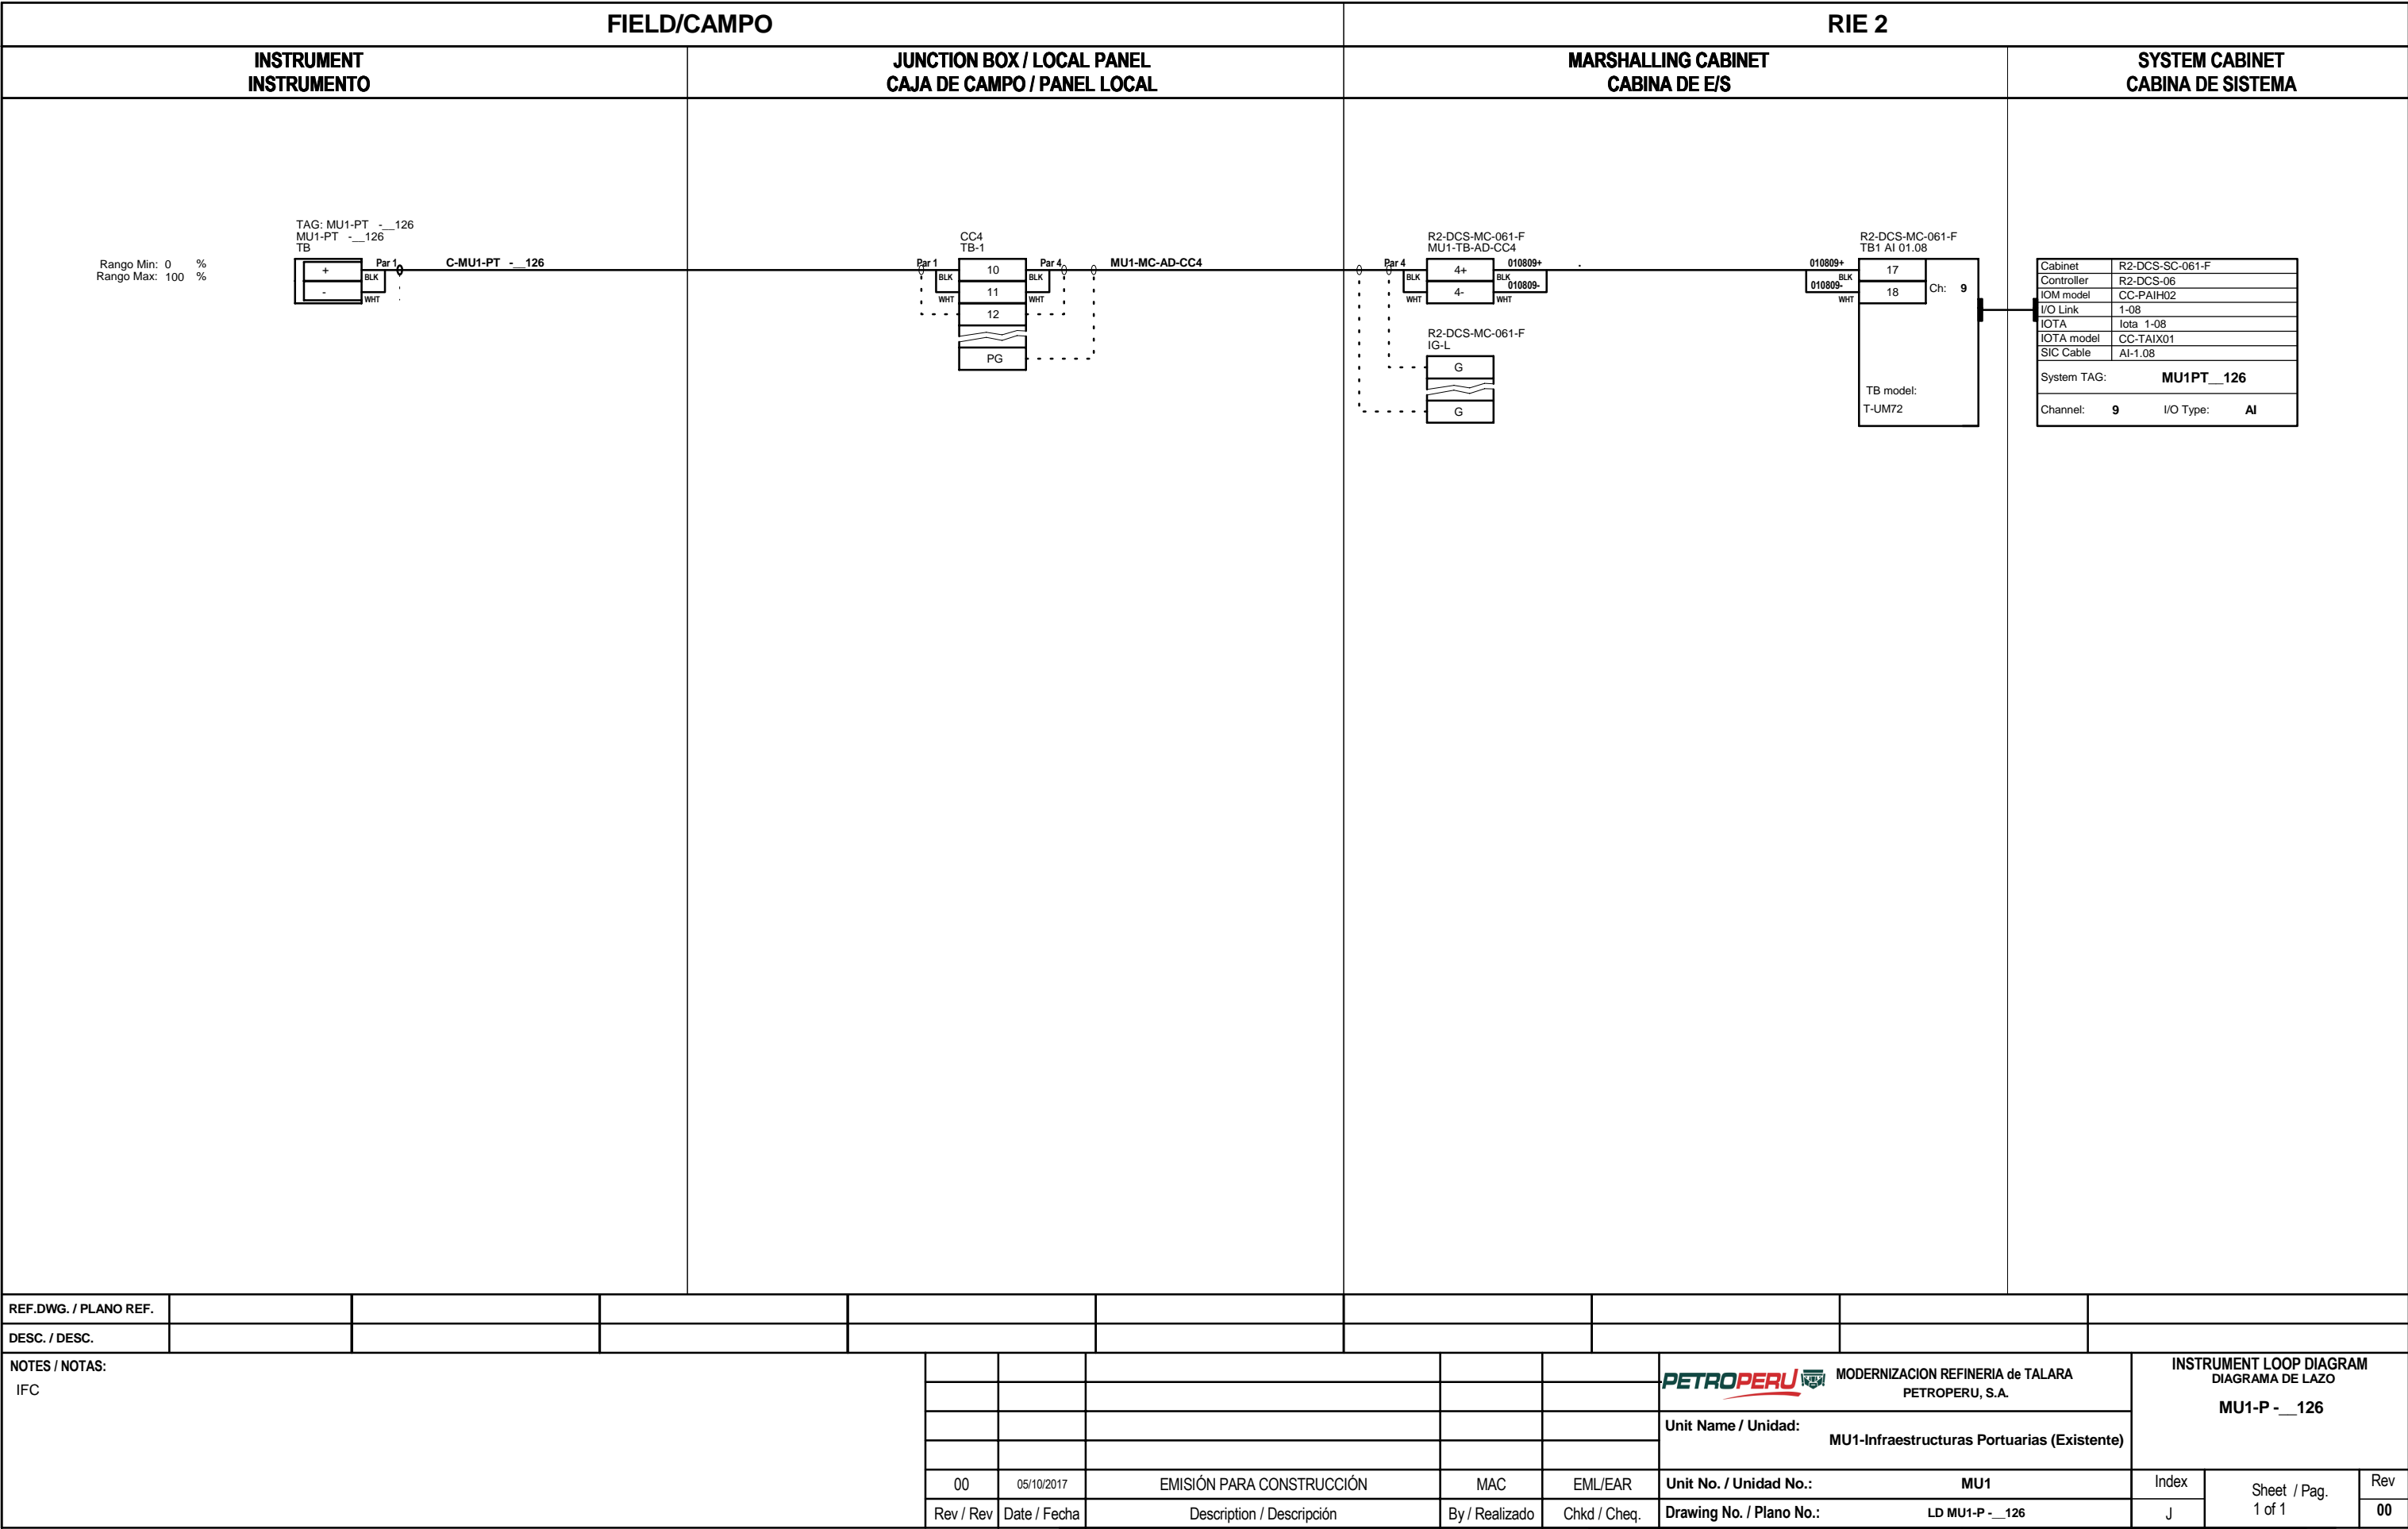 FIELD/CAMPO
RIE 2
INSTRUMENT
INSTRUMENTO
JUNCTION BOX / LOCAL PANEL
CAJA DE CAMPO / PANEL LOCAL
MARSHALLING CABINET
CABINA DE E/S
SYSTEM CABINET
CABINA DE SISTEMA
TAG: MU1-PT -__126
MU1-PT -__126
TB
Rango Min: 0 %
Rango Max: 100 %
+
-
Par 1
BLK
WHT
C-MU1-PT -__126
CC4
TB-1
Par 1
BLK
WHT
10
11
12
PG
Par 4
BLK
WHT
MU1-MC-AD-CC4
R2-DCS-MC-061-F
MU1-TB-AD-CC4
Par 4
BLK
WHT
4+
4-
010809+
BLK
010809-
WHT
R2-DCS-MC-061-F
IG-L
G
G
R2-DCS-MC-061-F
TB1 AI 01.08
010809+
BLK
010809-
WHT
17
18
Ch: 9
TB model:
T-UM72
Cabinet R2-DCS-SC-061-F
Controller R2-DCS-06
IOM model CC-PAIH02
I/O Link 1-08
IOTA Iota 1-08
IOTA model CC-TAIX01
SIC Cable AI-1.08
System TAG: MU1PT__126
Channel: 9 I/O Type: AI
REF.DWG. / PLANO REF.
DESC. / DESC.
NOTES / NOTAS:
IFC
00 05/10/2017 EMISIÓN PARA CONSTRUCCIÓN MAC EML/EAR
Rev / Rev Date / Fecha Description / Descripción By / Realizado Chkd / Cheq.
PETROPERU
MODERNIZACION REFINERIA de TALARA
PETROPERU, S.A.
Unit Name / Unidad:
MU1-Infraestructuras Portuarias (Existente)
Unit No. / Unidad No.: MU1
Drawing No. / Plano No.: LD MU1-P -__126
INSTRUMENT LOOP DIAGRAM
DIAGRAMA DE LAZO
MU1-P -__126
Index
J
Sheet / Pag.
1 of 1
Rev
00